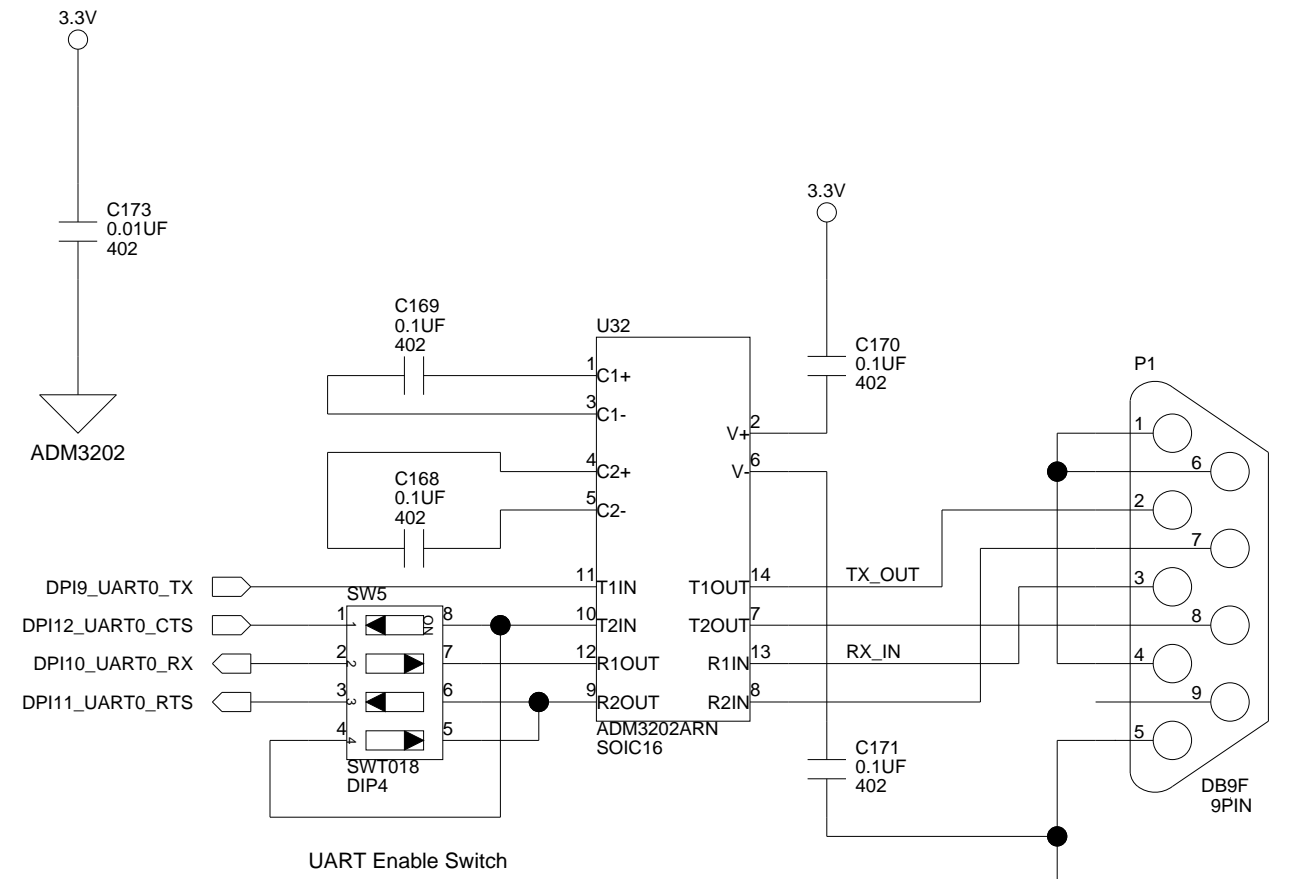 3.3V
C173
0.01UF
402
ADM3202
3.3V
C169
0.1UF
402
C168
0.1UF
402
U32
1 C1+
3 C1-
4 C2+
5 C2-
11 T1IN
10 T2IN
12 R1OUT
9 R2OUT
V+ 2
V- 6
T1OUT 14 TX_OUT
T2OUT 7
R1IN 13 RX_IN
R2IN 8
ADM3202ARN
SOIC16
C170
0.1UF
402
C171
0.1UF
402
DPI9_UART0_TX
DPI12_UART0_CTS
DPI10_UART0_RX
DPI11_UART0_RTS
SW5
1 1 ON 8
2 2 7
3 3 6
4 4 5
SWT018
DIP4
UART Enable Switch
P1
1
6
2
7
3
8
4
9
5
DB9F
9PIN